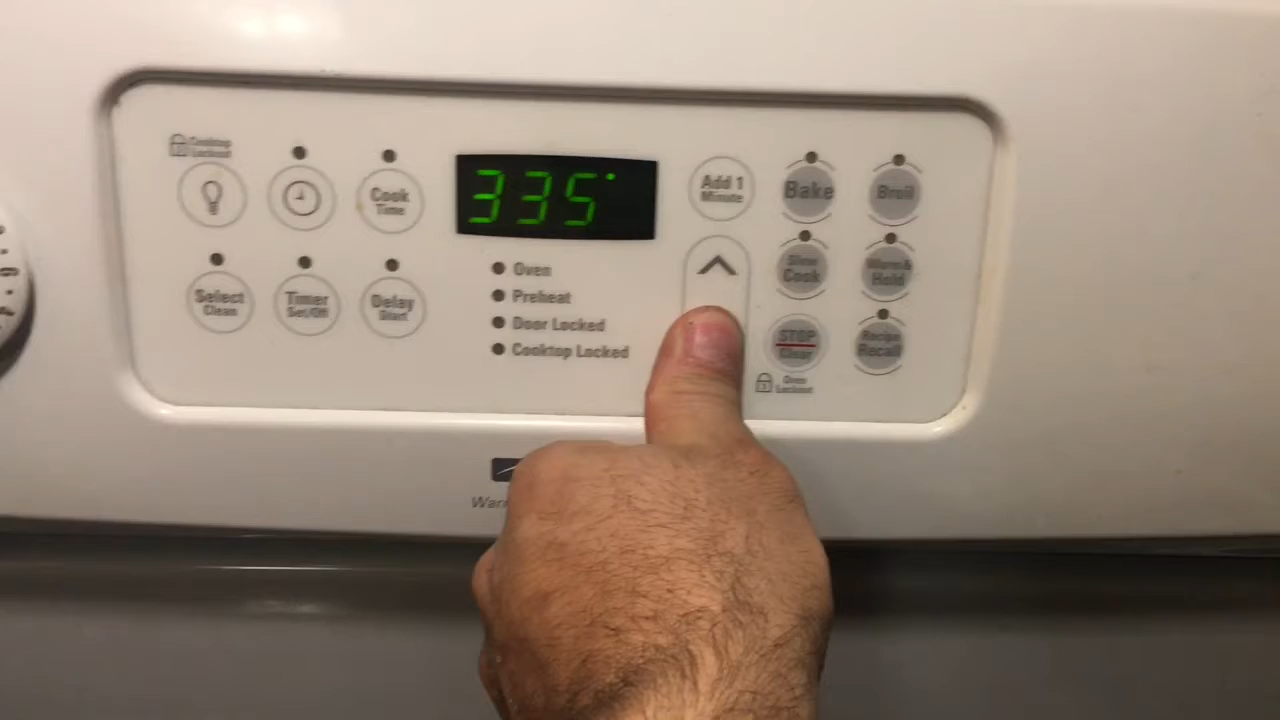 Cooktop
Lockout
Cook
Time
335°
Add 1
Minute
Bake
Broil
Select
Clean
Timer
Set/Off
Delay
Start
Oven
Preheat
Door Locked
Cooktop Locked
Slow
Cook
Warm&
Hold
STOP
Clear
Recipe
Recall
Oven
Lockout